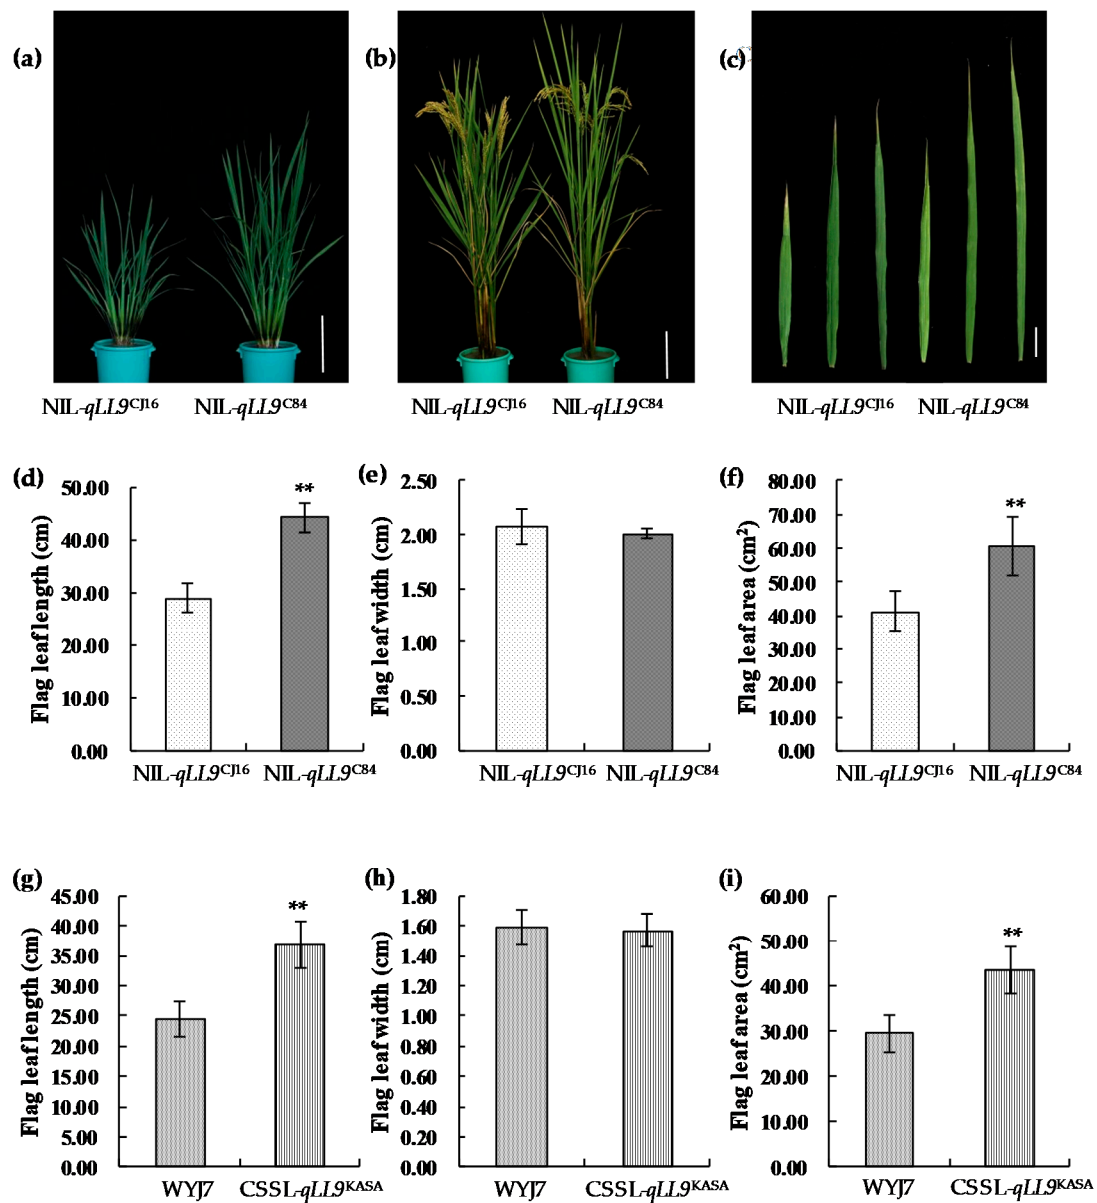 (a)
(b)
(c)
NIL-qLL9CJ16 NIL-qLL9C84
NIL-qLL9CJ16 NIL-qLL9C84
NIL-qLL9CJ16 NIL-qLL9C84
(d)
Flag leaf length (cm)
50.00
40.00
30.00
20.00
10.00
0.00
**
NIL-qLL9CJ16 NIL-qLL9C84
(e)
Flag leaf width (cm)
2.50
2.00
1.50
1.00
0.50
0.00
NIL-qLL9CJ16 NIL-qLL9C84
(f)
Flag leaf area (cm²)
80.00
70.00
60.00
50.00
40.00
30.00
20.00
10.00
0.00
**
NIL-qLL9CJ16 NIL-qLL9C84
(g)
Flag leaf length (cm)
45.00
40.00
35.00
30.00
25.00
20.00
15.00
10.00
5.00
0.00
**
WYJ7 CSSL-qLL9KASA
(h)
Flag leaf width (cm)
1.80
1.60
1.40
1.20
1.00
0.80
0.60
0.40
0.20
0.00
WYJ7 CSSL-qLL9KASA
(i)
Flag leaf area (cm²)
60.00
50.00
40.00
30.00
20.00
10.00
0.00
**
WYJ7 CSSL-qLL9KASA